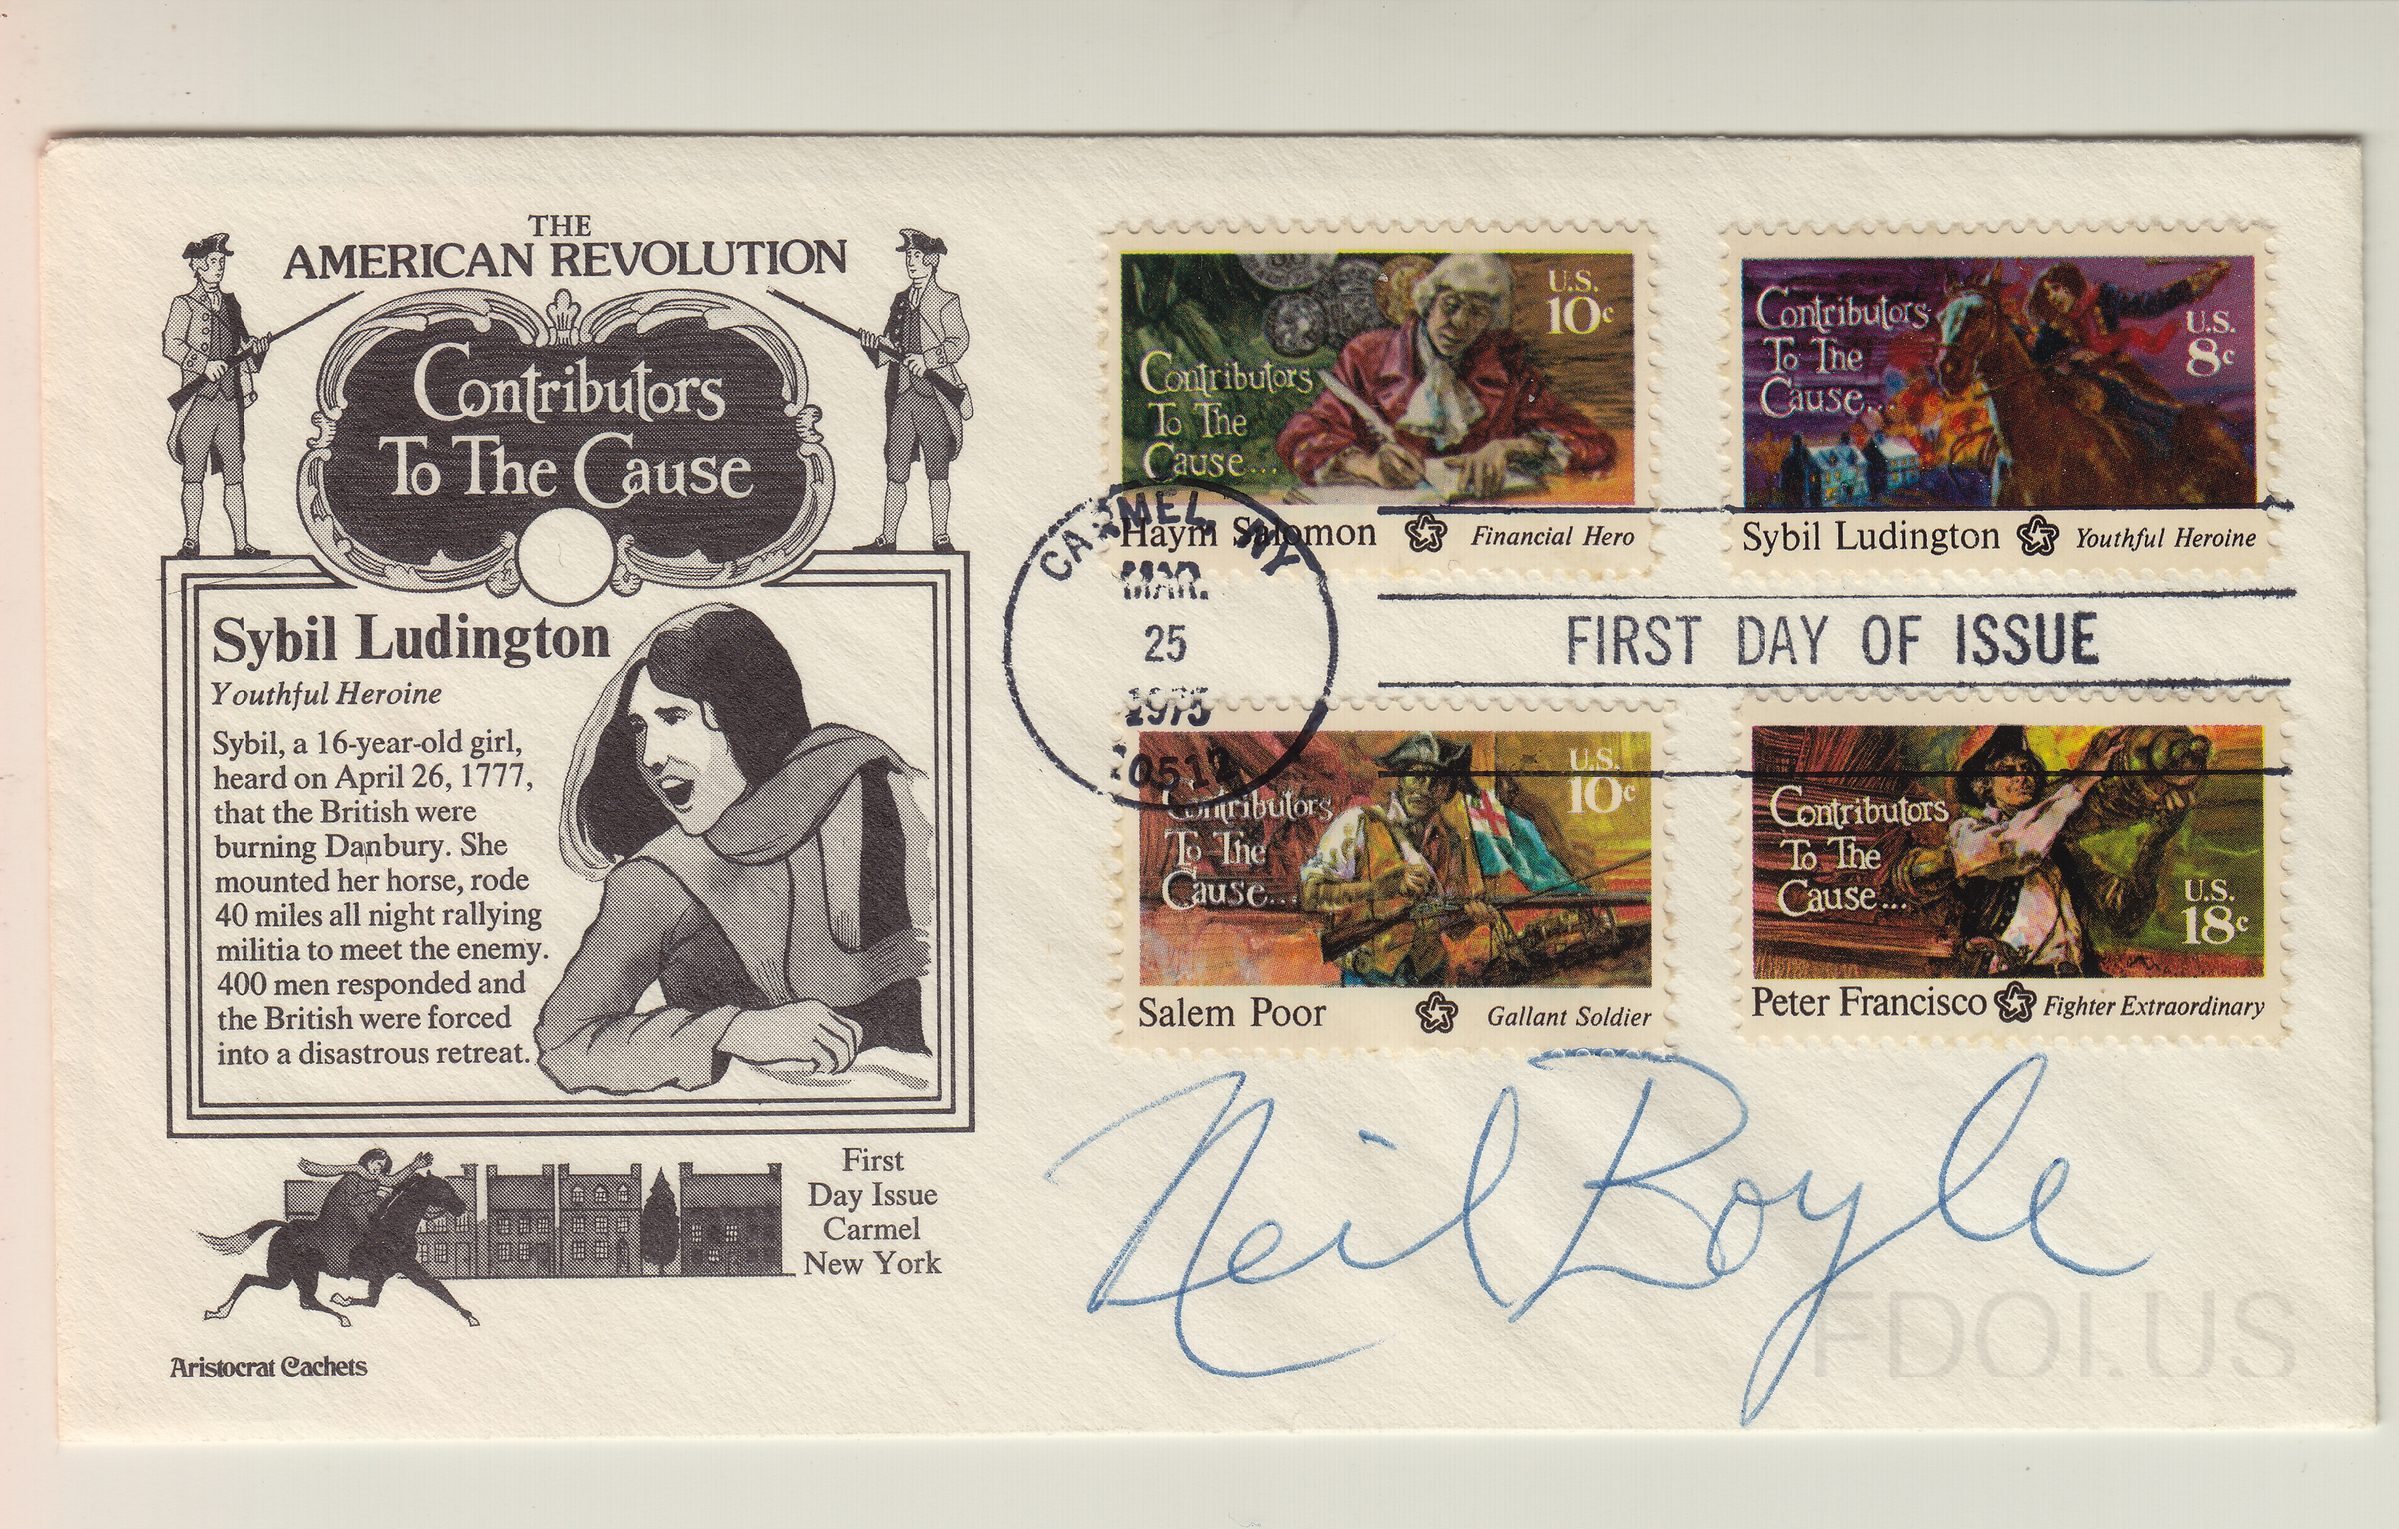 THE
AMERICAN REVOLUTION
Contributors
To The Cause
Sybil Ludington
Youthful Heroine
Sybil, a 16-year-old girl,
heard on April 26, 1777,
that the British were
burning Danbury. She
mounted her horse, rode
40 miles all night rallying
militia to meet the enemy.
400 men responded and
the British were forced
into a disastrous retreat.
First
Day Issue
Carmel
New York
Aristocrat Cachets
U.S.
10c
Contributors
To The
Cause...
Haym Salomon Financial Hero
Contributors
To The
Cause...
U.S.
8c
Sybil Ludington Youthful Heroine
CARMEL, NY
MAR.
25
1975
10512
FIRST DAY OF ISSUE
U.S.
10c
Contributors
To The
Cause...
Salem Poor Gallant Soldier
Contributors
To The
Cause...
U.S.
18c
Peter Francisco Fighter Extraordinary
Neil Boyle
FDOI.US